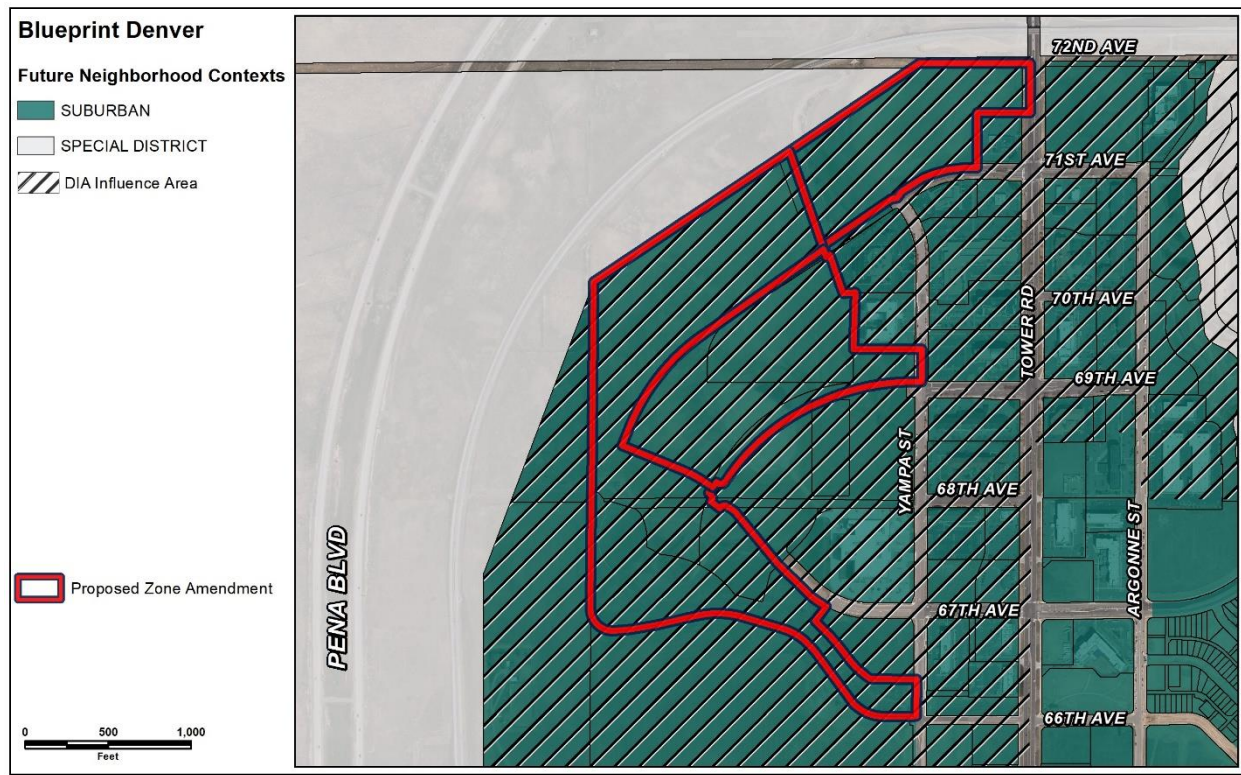 Blueprint Denver
Future Neighborhood Contexts
SUBURBAN
SPECIAL DISTRICT
DIA Influence Area
Proposed Zone Amendment
0 500 1,000
Feet
72ND AVE
71ST AVE
70TH AVE
TOWER RD
69TH AVE
YAMPA ST
68TH AVE
ARGONNE ST
PENA BLVD
67TH AVE
66TH AVE